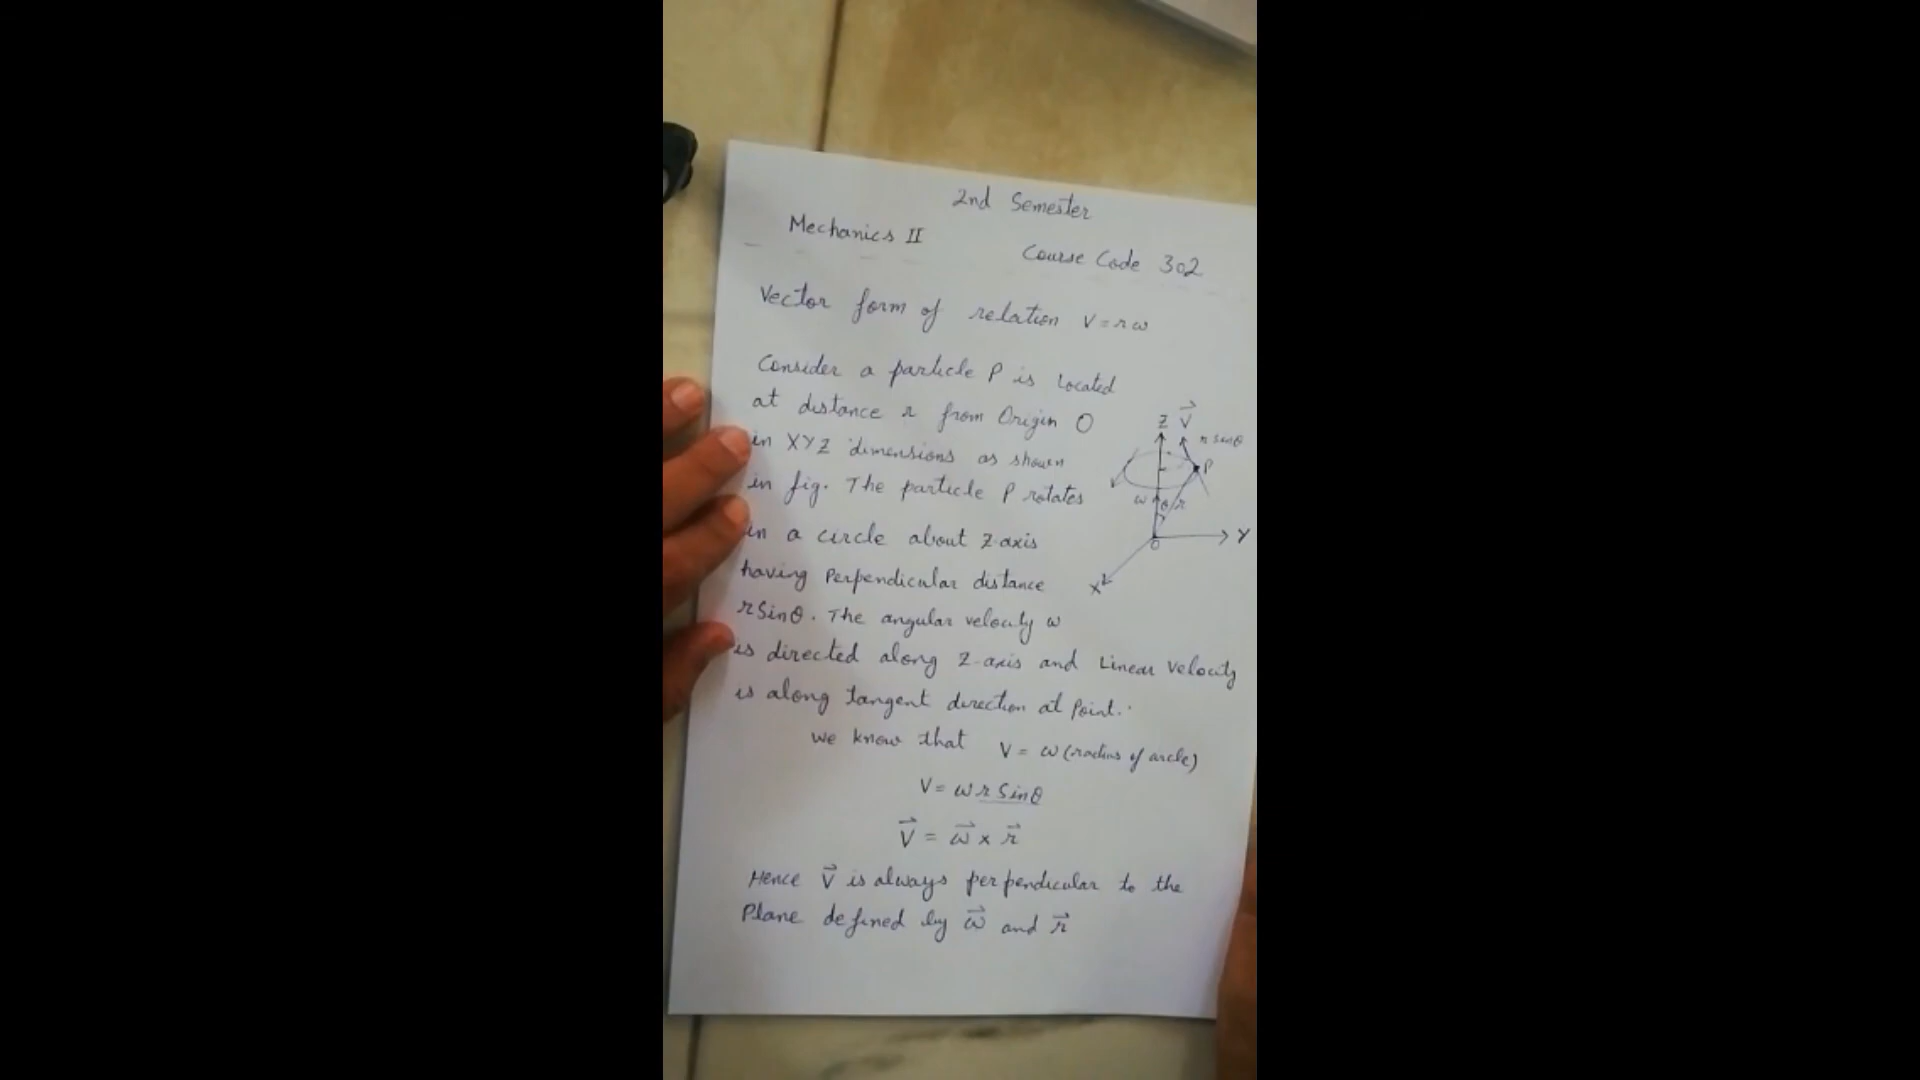 2nd Semester
Mechanics II
Course Code 302
Vector form of relation V=rω
Consider a particle P is Located
at distance r from Origin O
in XYZ dimensions as shown
in fig. The particle P rotates
in a circle about Z-axis
having Perpendicular distance
rSinθ. The angular velocity ω
is directed along Z-axis and Linear Velocity
is along tangent direction at Point.
We know that V = ω (radius of circle)
V = ω r Sinθ
V⃗ = ω⃗ × r⃗
Hence V⃗ is always perpendicular to the
Plane defined by ω⃗ and r⃗
Z V⃗
r sinθ
P
ω θ r
O
Y
X